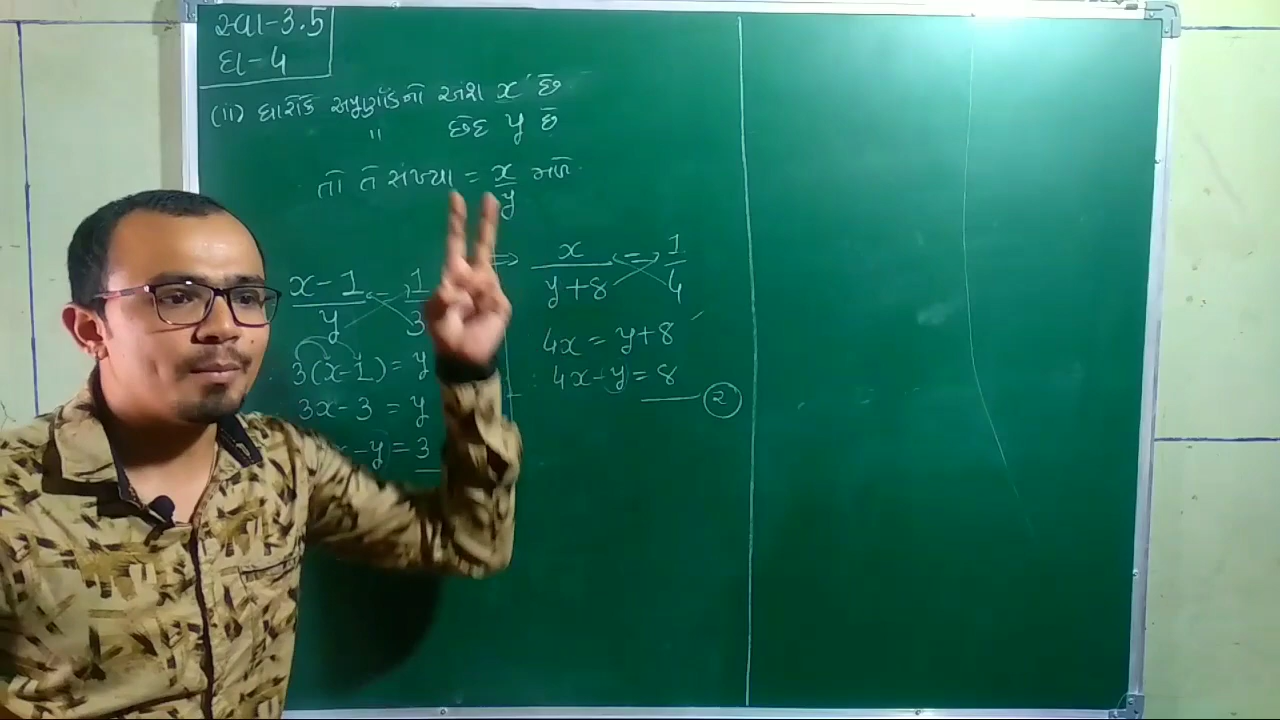 સ્વા-3.5
દા-4
(ii) ધારોકે અપૂર્ણાંકનો અંશ x છે
" છેદ y છે
તો તે સંખ્યા = x/y મળે.
x-1/y = 1/3
3(x-1) = y
3x-3 = y
x-y = 3
⇒ x/y+8 = 1/4
4x = y+8
4x-y = 8
(૨)